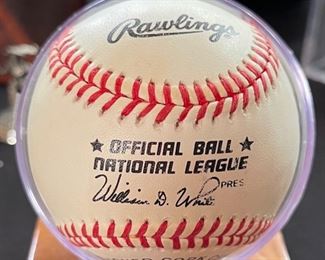 Rawlings
★ OFFICIAL BALL ★
NATIONAL LEAGUE
William D. White PRES